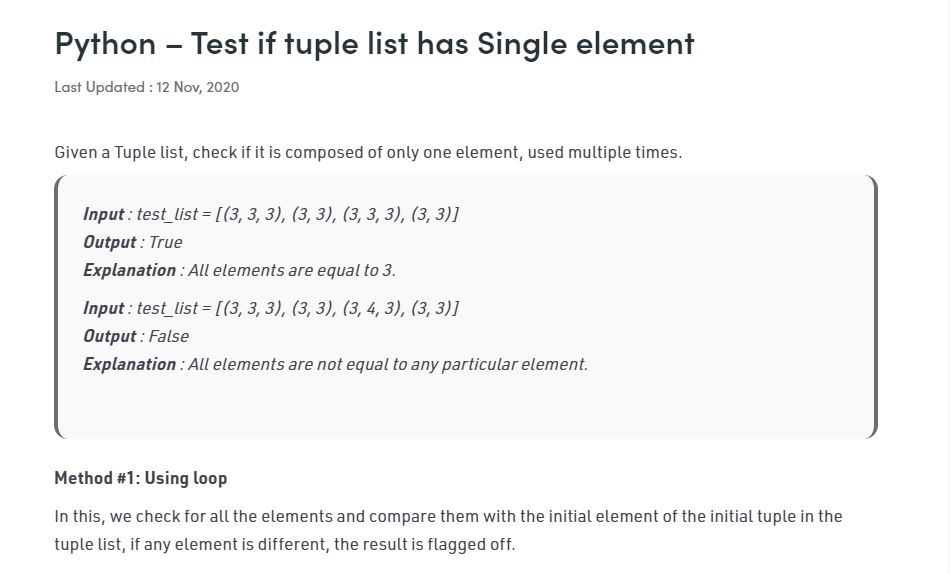 Python – Test if tuple list has Single element
Last Updated : 12 Nov, 2020
Given a Tuple list, check if it is composed of only one element, used multiple times.
Input : test_list = [(3, 3, 3), (3, 3), (3, 3, 3), (3, 3)]
Output : True
Explanation : All elements are equal to 3.
Input : test_list = [(3, 3, 3), (3, 3), (3, 4, 3), (3, 3)]
Output : False
Explanation : All elements are not equal to any particular element.
Method #1: Using loop
In this, we check for all the elements and compare them with the initial element of the initial tuple in the
tuple list, if any element is different, the result is flagged off.